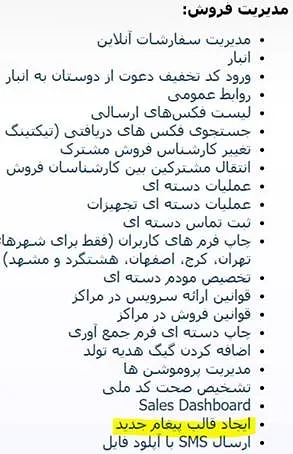 مدیریت فروش:
مدیریت سفارشات آنلاین
انبار
ورود کد تخفیف دعوت از دوستان به انبار
روابط عمومی
لیست فکس‌های ارسالی
جستجوی فکس های دریافتی (تیکتینگ
تغییر کارشناس فروش مشترک
انتقال مشترکین بین کارشناسان فروش
عملیات دسته ای
عملیات دسته ای تجهیزات
ثبت تماس دسته ای
چاپ فرم های کاربران (فقط برای شهرهای
تهران، کرج، اصفهان، هشتگرد و مشهد)
تخصیص مودم دسته ای
قوانین ارائه سرویس در مراکز
قوانین فروش در مراکز
چاپ دسته ای فرم جمع آوری
اضافه کردن گیگ هدیه تولد
مدیریت پروموشن ها
تشخیص صحت کد ملی
Sales Dashboard
ایجاد قالب پیغام جدید
ارسال SMS با آپلود فایل